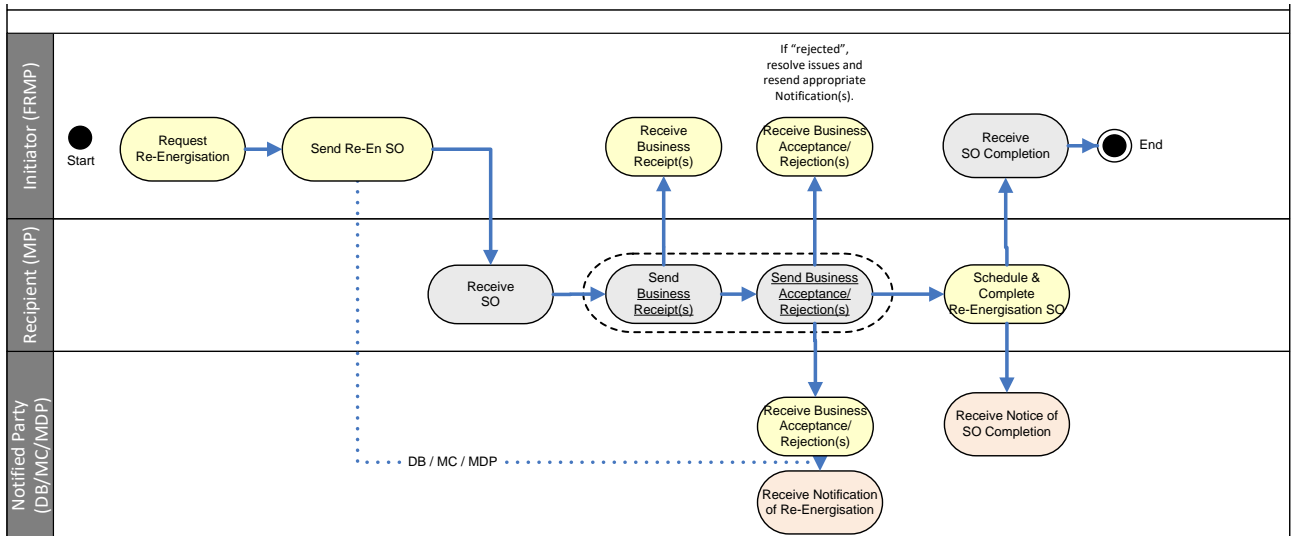 Initiator (FRMP)
Start
Request
Re-Energisation
Send Re-En SO
Receive
Business
Receipt(s)
If “rejected”,
resolve issues and
resend appropriate
Notification(s).
Receive Business
Acceptance/
Rejection(s)
Receive
SO Completion
End
Recipient (MP)
Receive
SO
Send
Business
Receipt(s)
Send Business
Acceptance/
Rejection(s)
Schedule &
Complete
Re-Energisation SO
Notified Party
(DB/MC/MDP)
Receive Business
Acceptance/
Rejection(s)
Receive Notice of
SO Completion
DB / MC / MDP
Receive Notification
of Re-Energisation